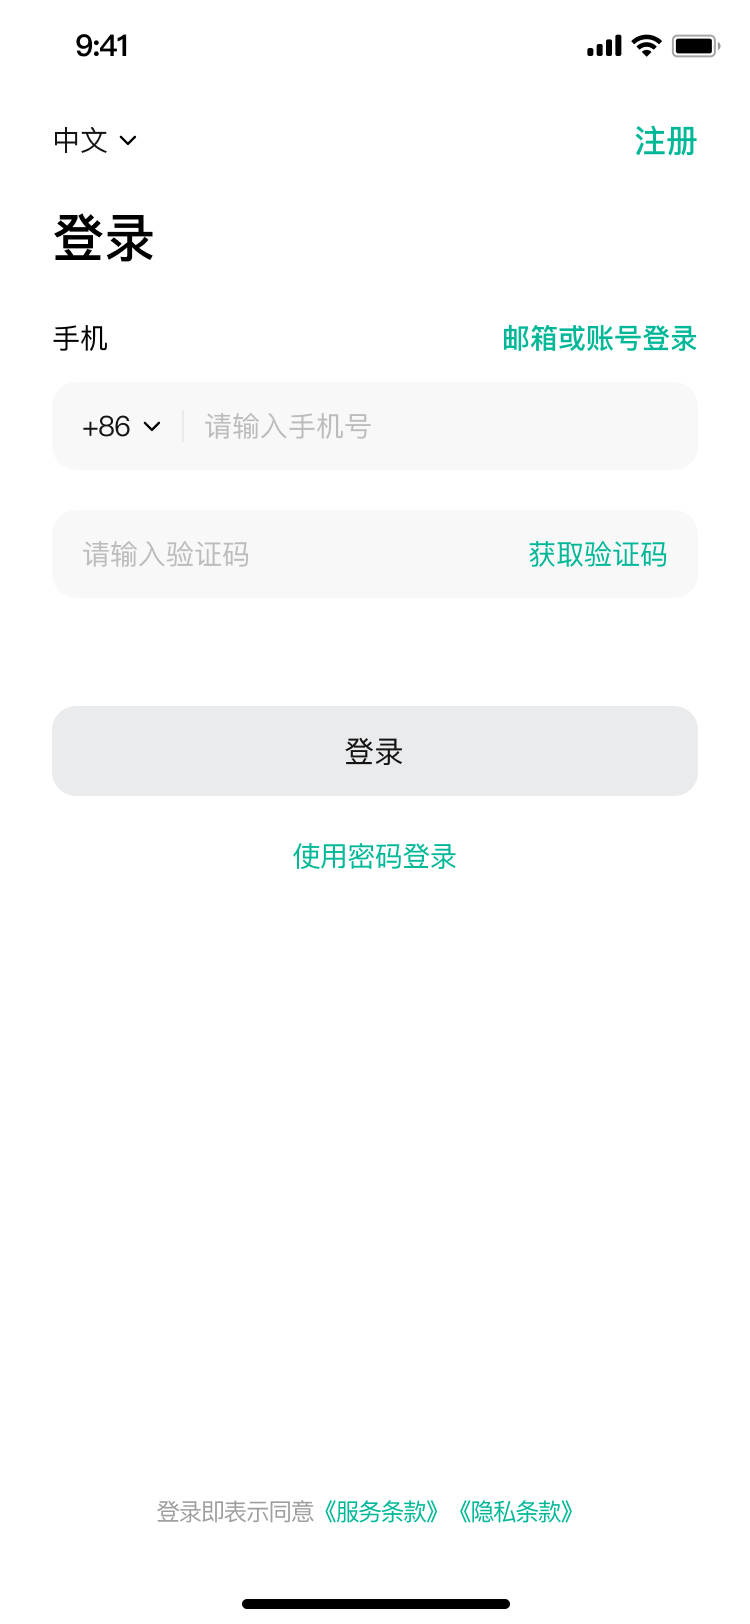 9:41
中文 注册
登录
手机 邮箱或账号登录
+86 请输入手机号
请输入验证码 获取验证码
登录
使用密码登录
登录即表示同意《服务条款》《隐私条款》